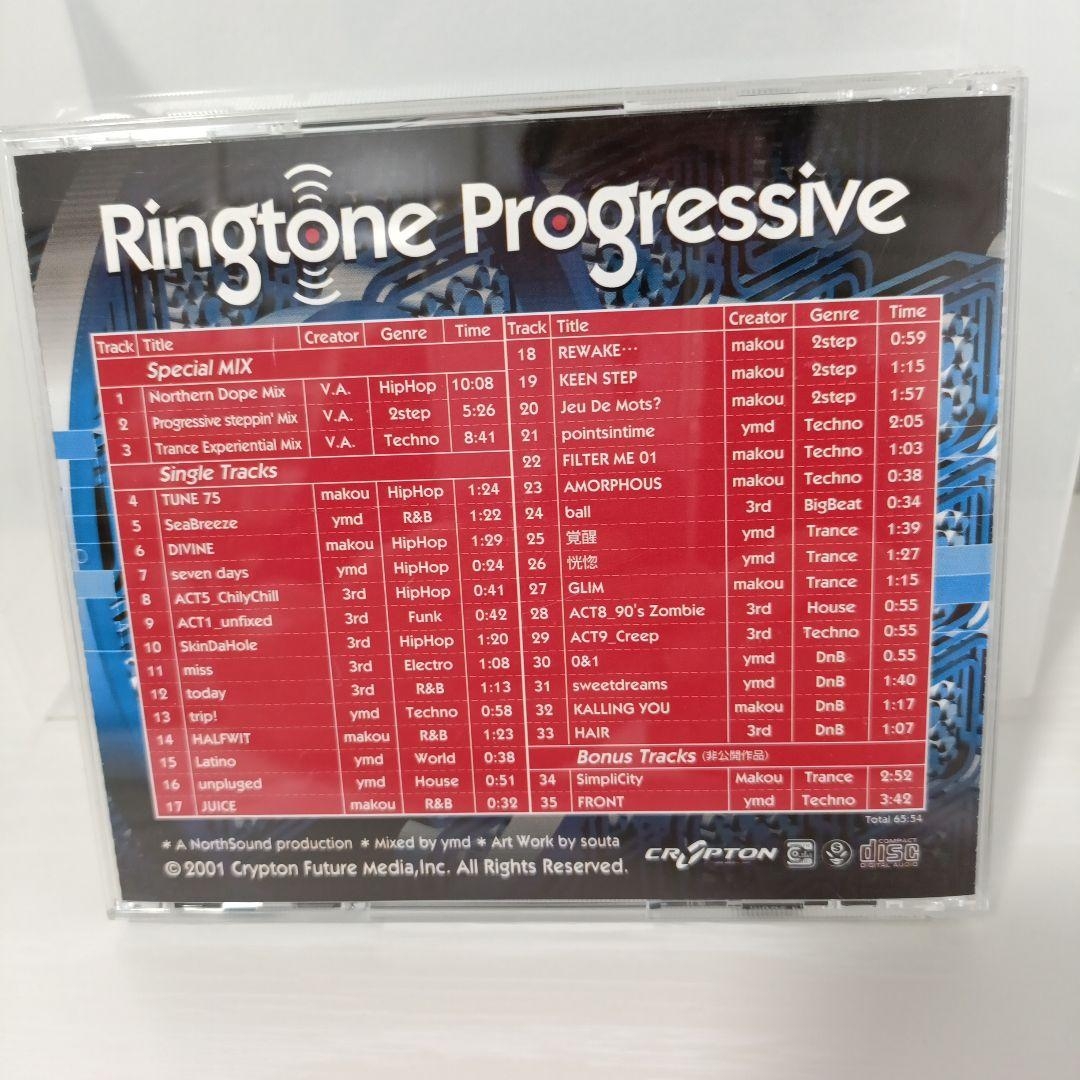 Ringtone Progressive
Track Title Creator Genre Time
Special MIX
1 Northern Dope Mix V.A. HipHop 10:08
2 Progressive steppin' Mix V.A. 2step 5:26
3 Trance Experiential Mix V.A. Techno 8:41
Single Tracks
4 TUNE 75 makou HipHop 1:24
5 SeaBreeze ymd R&B 1:22
6 DIVINE makou HipHop 1:29
7 seven days ymd HipHop 0:24
8 ACT5_ChilyChill 3rd HipHop 0:41
9 ACT1_unfixed 3rd Funk 0:42
10 SkinDaHole 3rd HipHop 1:20
11 miss 3rd Electro 1:08
12 today 3rd R&B 1:13
13 trip! ymd Techno 0:58
14 HALFWIT makou R&B 1:23
15 Latino ymd World 0:38
16 unpluged ymd House 0:51
17 JUICE makou R&B 0:32
Track Title Creator Genre Time
18 REWAKE… makou 2step 0:59
19 KEEN STEP makou 2step 1:15
20 Jeu De Mots? makou 2step 1:57
21 pointsintime ymd Techno 2:05
22 FILTER ME 01 makou Techno 1:03
23 AMORPHOUS makou Techno 0:38
24 ball 3rd BigBeat 0:34
25 覚醒 ymd Trance 1:39
26 恍惚 ymd Trance 1:27
27 GLIM makou Trance 1:15
28 ACT8_90's Zombie 3rd House 0:55
29 ACT9_Creep 3rd Techno 0:55
30 0&1 ymd DnB 0.55
31 sweetdreams ymd DnB 1:40
32 KALLING YOU makou DnB 1:17
33 HAIR 3rd DnB 1:07
Bonus Tracks (非公開作品)
34 SimpliCity Makou Trance 2:52
35 FRONT ymd Techno 3:42
Total 65:54
* A NorthSound production * Mixed by ymd * Art Work by souta
© 2001 Crypton Future Media,Inc. All Rights Reserved.
CRYPTON
COMPACT
disc
DIGITAL AUDIO